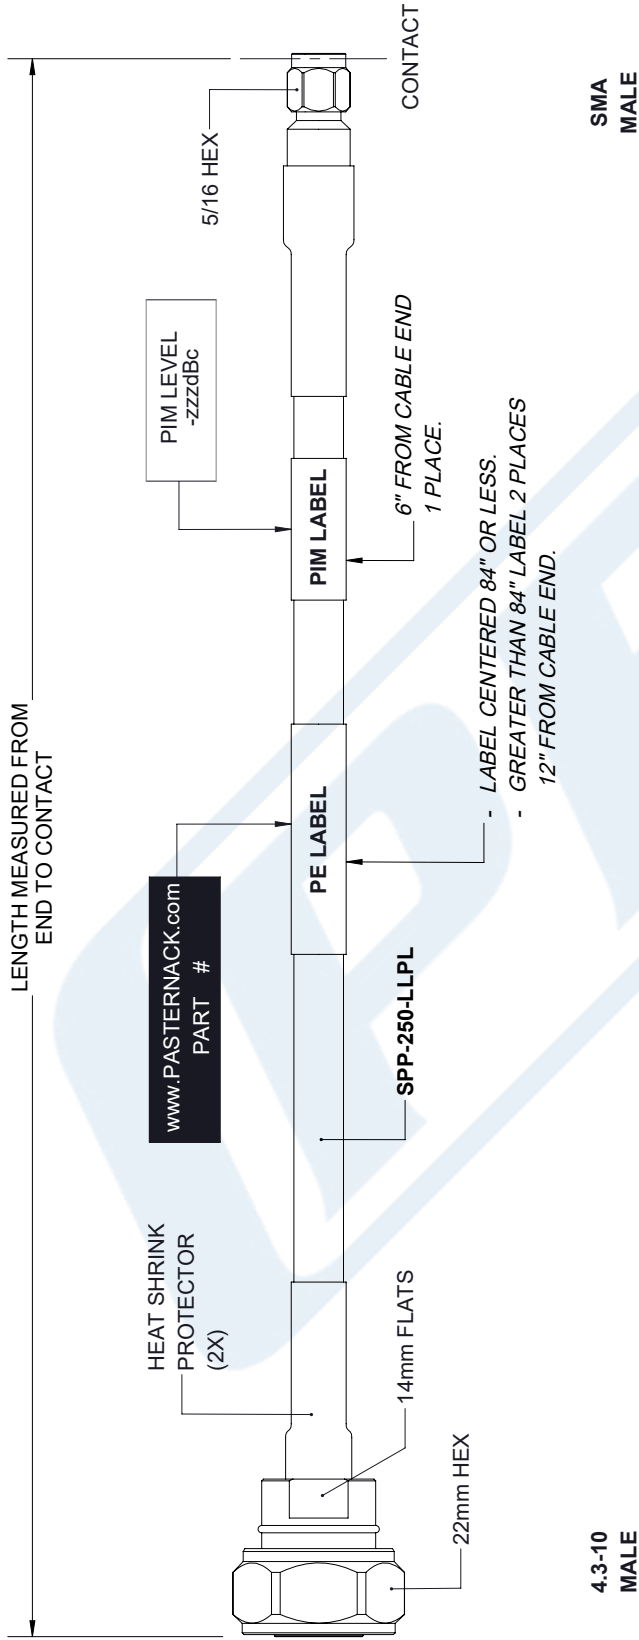 LENGTH MEASURED FROM
END TO CONTACT
www.PASTERNACK.com
PART #
PIM LEVEL
-zzzdBc
HEAT SHRINK
PROTECTOR
(2X)
5/16 HEX
PE LABEL
PIM LABEL
14mm FLATS
22mm HEX
SPP-250-LLPL
6" FROM CABLE END
1 PLACE.
CONTACT
- LABEL CENTERED 84" OR LESS.
- GREATER THAN 84" LABEL 2 PLACES
12" FROM CABLE END.
4.3-10
MALE
SMA
MALE